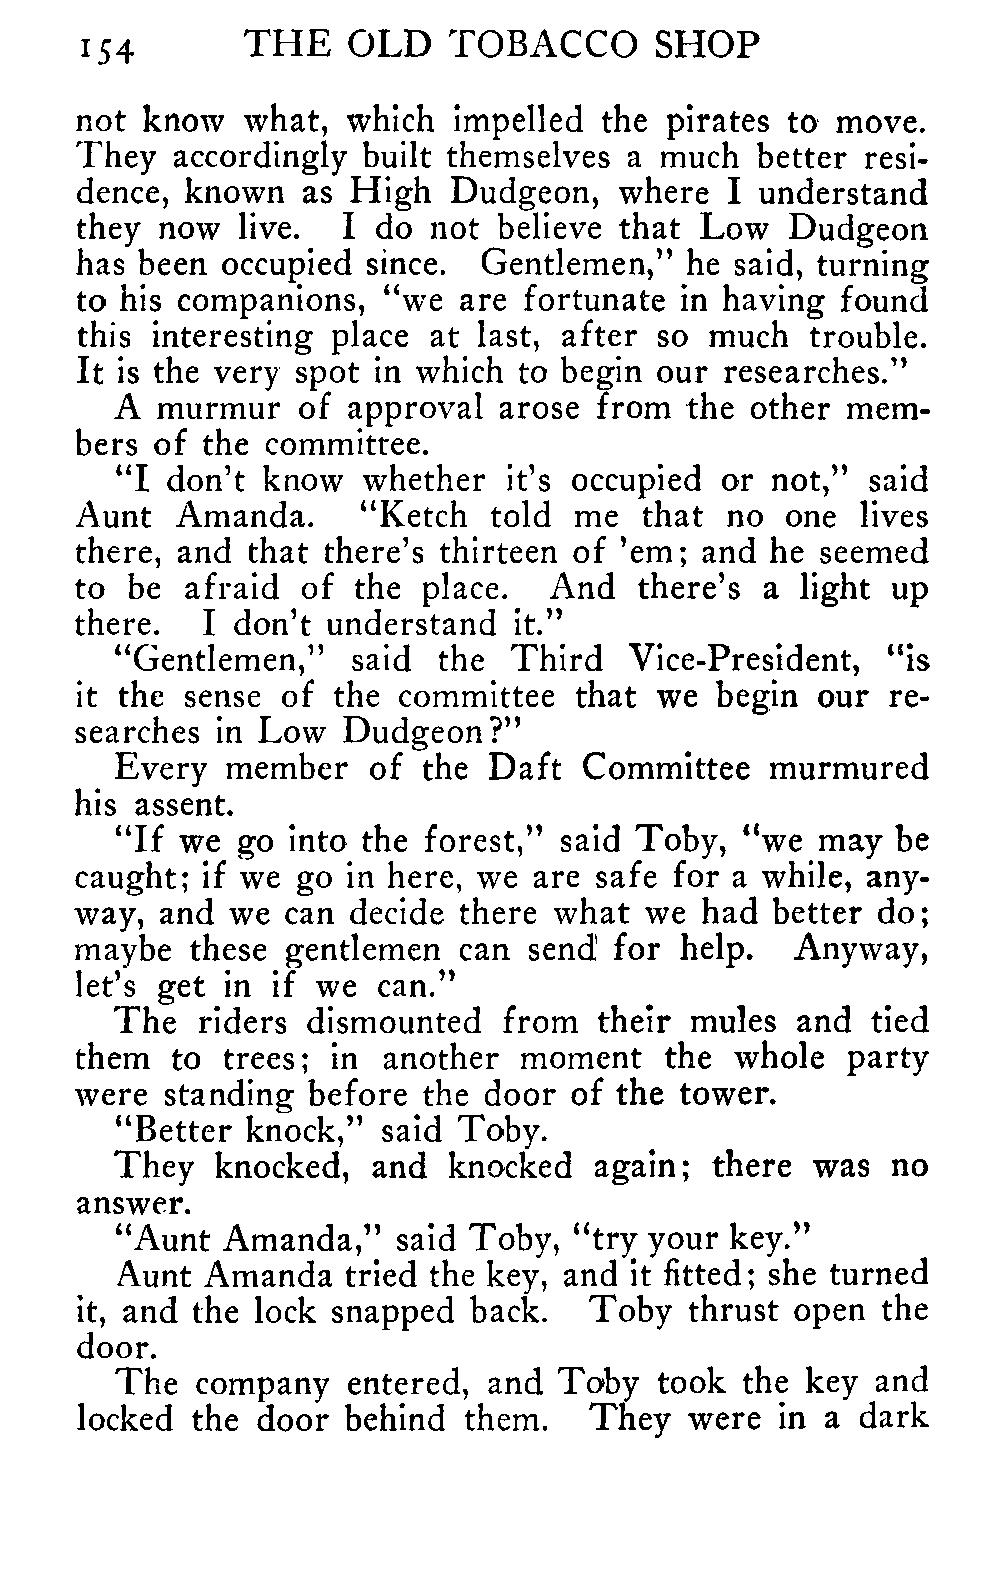 154 THE OLD TOBACCO SHOP
not know what, which impelled the pirates to move.
They accordingly built themselves a much better resi-
dence, known as High Dudgeon, where I understand
they now live. I do not believe that Low Dudgeon
has been occupied since. Gentlemen," he said, turning
to his companions, "we are fortunate in having found
this interesting place at last, after so much trouble.
It is the very spot in which to begin our researches."
A murmur of approval arose from the other mem-
bers of the committee.
"I don't know whether it's occupied or not," said
Aunt Amanda. "Ketch told me that no one lives
there, and that there's thirteen of 'em; and he seemed
to be afraid of the place. And there's a light up
there. I don't understand it."
"Gentlemen," said the Third Vice-President, "is
it the sense of the committee that we begin our re-
searches in Low Dudgeon?"
Every member of the Daft Committee murmured
his assent.
"If we go into the forest," said Toby, "we may be
caught; if we go in here, we are safe for a while, any-
way, and we can decide there what we had better do;
maybe these gentlemen can send for help. Anyway,
let's get in if we can."
The riders dismounted from their mules and tied
them to trees; in another moment the whole party
were standing before the door of the tower.
"Better knock," said Toby.
They knocked, and knocked again; there was no
answer.
"Aunt Amanda," said Toby, "try your key."
Aunt Amanda tried the key, and it fitted; she turned
it, and the lock snapped back. Toby thrust open the
door.
The company entered, and Toby took the key and
locked the door behind them. They were in a dark